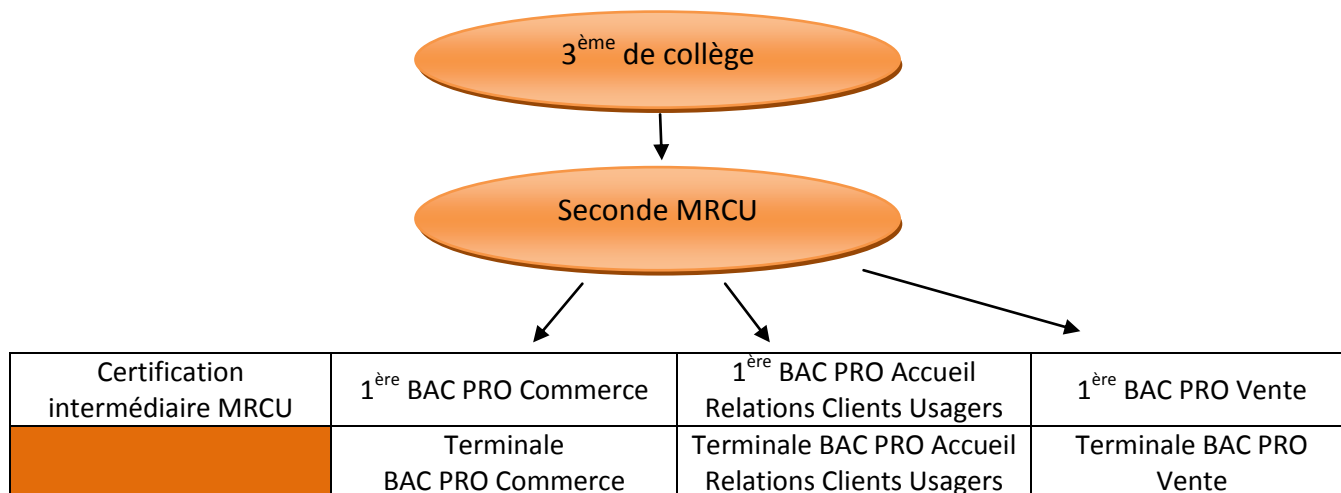 3ème de collège
Seconde MRCU
Certification
intermédiaire MRCU
1ère BAC PRO Commerce
1ère BAC PRO Accueil
Relations Clients Usagers
1ère BAC PRO Vente
Terminale
BAC PRO Commerce
Terminale BAC PRO Accueil
Relations Clients Usagers
Terminale BAC PRO
Vente